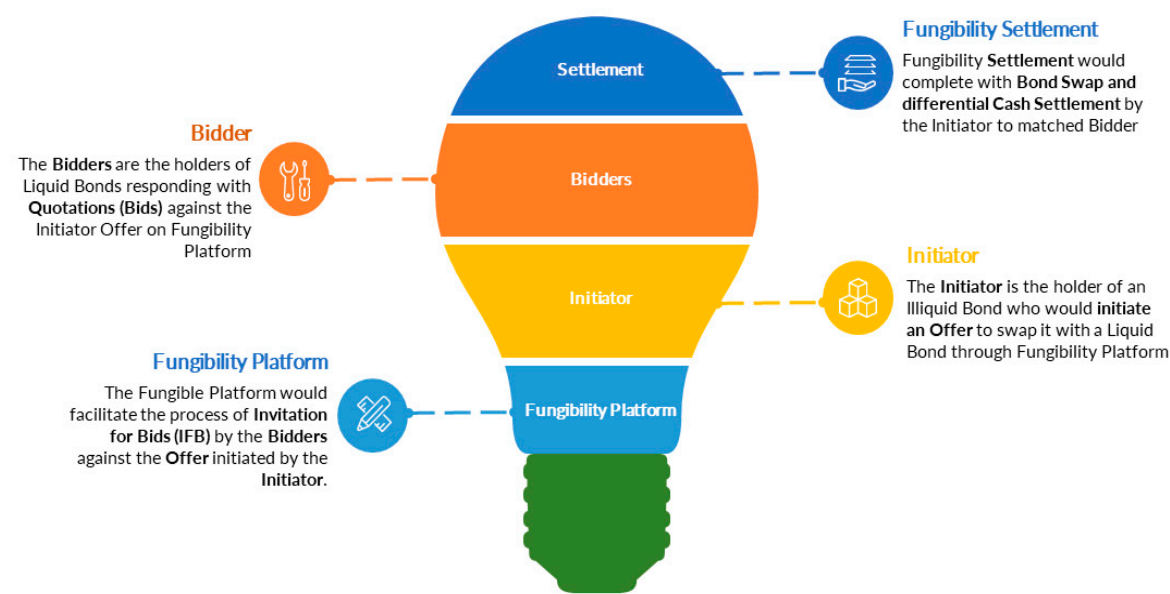 Fungibility Settlement
Fungibility Settlement would
complete with Bond Swap and
differential Cash Settlement by
the Initiator to matched Bidder
Settlement
Bidder
The Bidders are the holders of
Liquid Bonds responding with
Quotations (Bids) against the
Initiator Offer on Fungibility
Platform
Bidders
Initiator
The Initiator is the holder of an
Illiquid Bond who would initiate
an Offer to swap it with a Liquid
Bond through Fungibility Platform
Initiator
Fungibility Platform
The Fungible Platform would
facilitate the process of Invitation
for Bids (IFB) by the Bidders
against the Offer initiated by the
Initiator.
Fungibility Platform